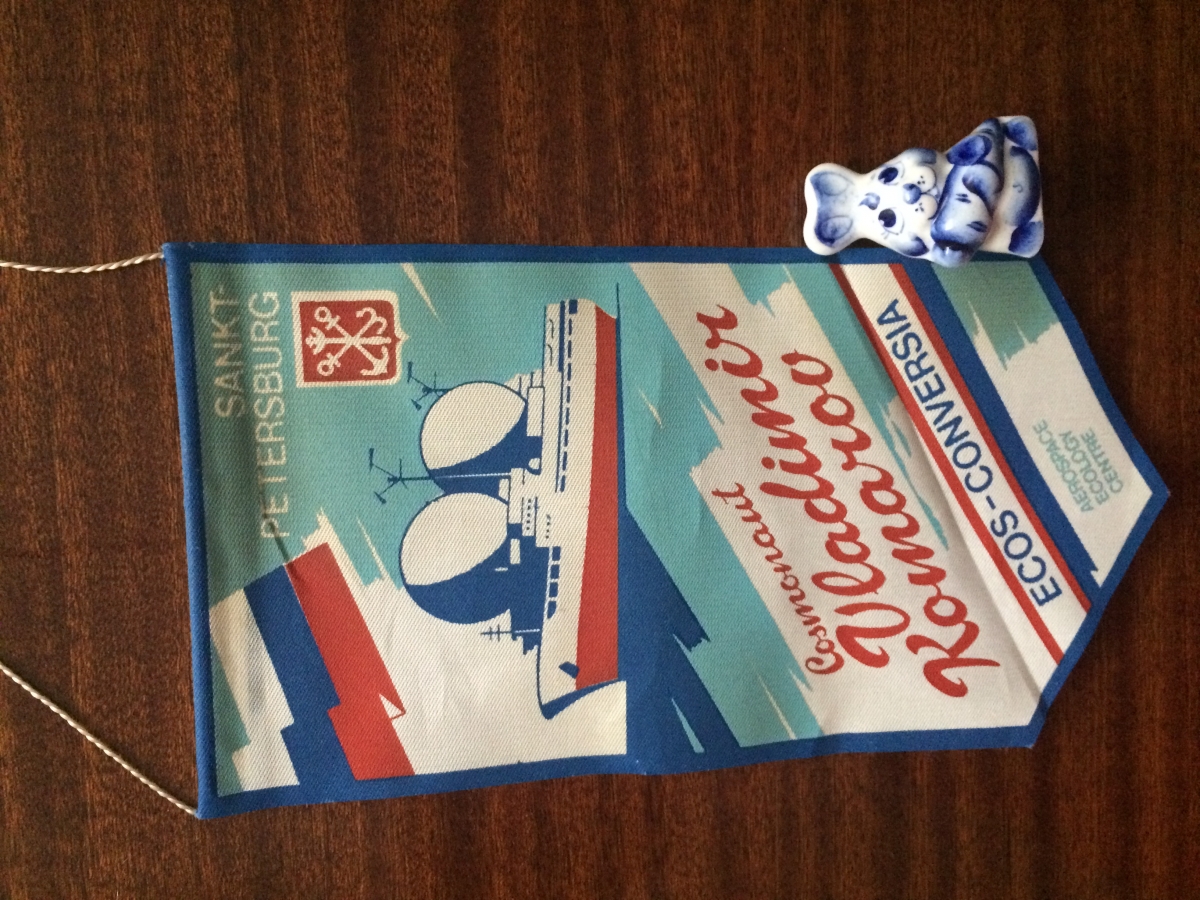 SANKT-
PETERSBURG
Cosmonaut
Vladimir
Komarov
ECOS-CONVERSIA
AEROSPACE
ECOLOGY
CENTRE